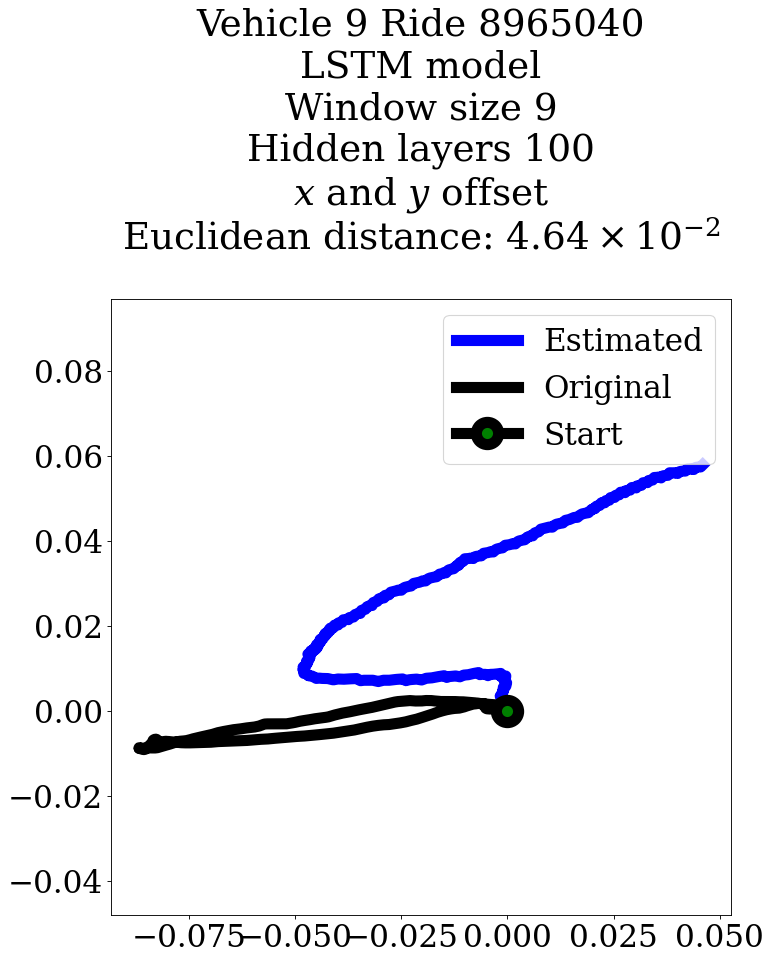 Vehicle 9 Ride 8965040
LSTM model
Window size 9
Hidden layers 100
x and y offset
Euclidean distance: 4.64 × 10⁻²
Estimated
Original
Start
0.08
0.06
0.04
0.02
0.00
−0.02
−0.04
−0.075 −0.050 −0.025 0.000 0.025 0.050